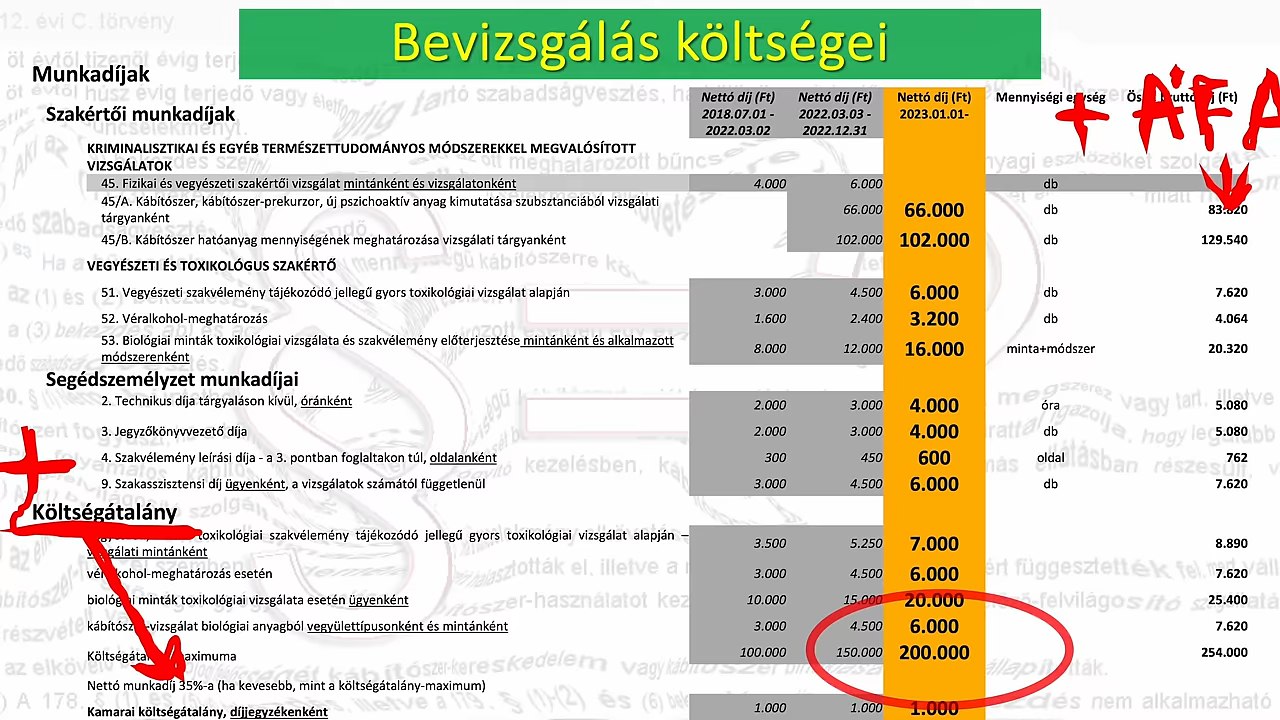 Bevizsgálás költségei
Munkadíjak
+ ÁFA
Nettó díj (Ft) 2018.07.01 - 2022.03.02
Nettó díj (Ft) 2022.03.03 - 2022.12.31
Nettó díj (Ft) 2023.01.01-
Mennyiségi egység
(Ft)
Szakértői munkadíjak
KRIMINALISZTIKAI ÉS EGYÉB TERMÉSZETTUDOMÁNYOS MÓDSZEREKKEL MEGVALÓSÍTOTT
VIZSGÁLATOK
45. Fizikai és vegyészeti szakértői vizsgálat mintánként és vizsgálatonként 4.000 6.000 db
45/A. Kábítószer, kábítószer-prekurzor, új pszichoaktív anyag kimutatása szubsztanciából vizsgálati
tárgyanként 66.000 66.000 db 83.820
45/B. Kábítószer hatóanyag mennyiségének meghatározása vizsgálati tárgyanként 102.000 102.000 db 129.540
VEGYÉSZETI ÉS TOXIKOLÓGUS SZAKÉRTŐ
51. Vegyészeti szakvélemény tájékozódó jellegű gyors toxikológiai vizsgálat alapján 3.000 4.500 6.000 db 7.620
52. Véralkohol-meghatározás 1.600 2.400 3.200 db 4.064
53. Biológiai minták toxikológiai vizsgálata és szakvélemény előterjesztése mintánként és alkalmazott
módszerenként 8.000 12.000 16.000 minta+módszer 20.320
Segédszemélyzet munkadíjai
2. Technikus díja tárgyaláson kívül, óránként 2.000 3.000 4.000 óra 5.080
3. Jegyzőkönyvvezető díja 2.000 3.000 4.000 db 5.080
4. Szakvélemény leírási díja - a 3. pontban foglaltakon túl, oldalanként 300 450 600 oldal 762
9. Szakasszisztensi díj ügyenként, a vizsgálatok számától függetlenül 3.000 4.500 6.000 db 7.620
+
Költségátalány
toxikológiai szakvélemény tájékozódó jellegű gyors toxikológiai vizsgálat alapján –
vizsgálati mintánként 3.500 5.250 7.000 8.890
véralkohol-meghatározás esetén 3.000 4.500 6.000 7.620
biológiai minták toxikológiai vizsgálata esetén ügyenként 10.000 15.000 20.000 25.400
kábítószer-vizsgálat biológiai anyagból vegyülettípusonként és mintánként 3.000 4.500 6.000 7.620
Költségátalány maximuma 100.000 150.000 200.000 254.000
Nettó munkadíj 35%-a (ha kevesebb, mint a költségátalány-maximum)
Kamarai költségátalány, díjjegyzékenként 1.000 1.000 1.000